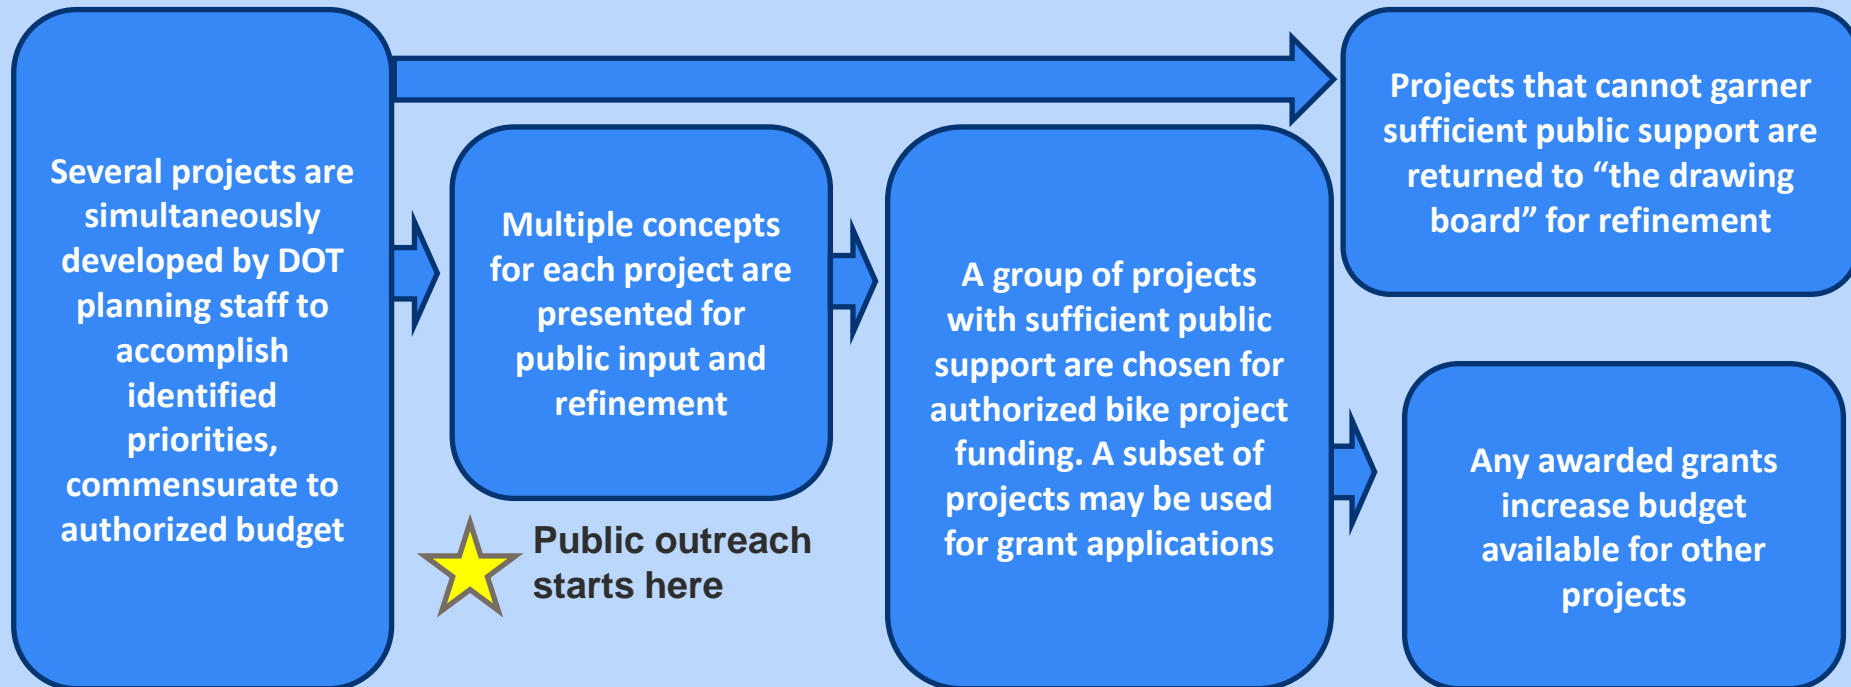 Several projects are
simultaneously
developed by DOT
planning staff to
accomplish
identified
priorities,
commensurate to
authorized budget
Multiple concepts
for each project are
presented for
public input and
refinement
Public outreach
starts here
A group of projects
with sufficient public
support are chosen for
authorized bike project
funding. A subset of
projects may be used
for grant applications
Projects that cannot garner
sufficient public support are
returned to “the drawing
board” for refinement
Any awarded grants
increase budget
available for other
projects